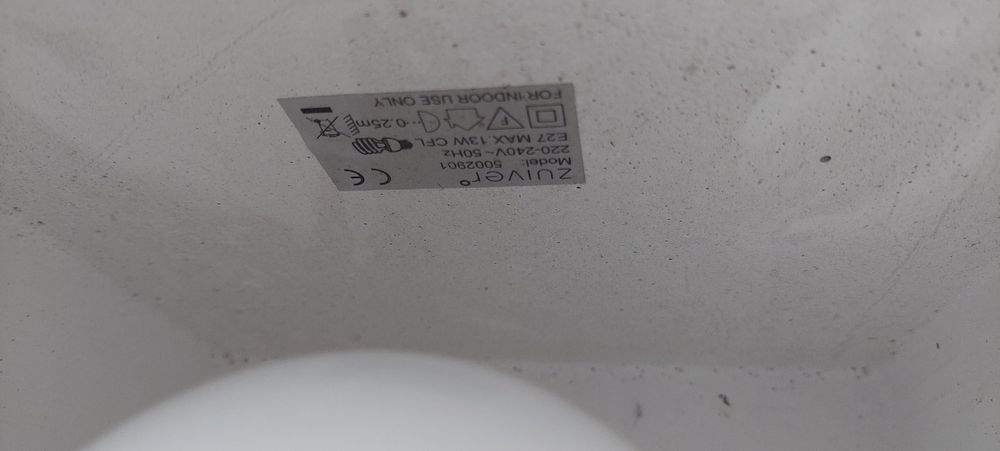 ZUIVER
CE
Model: 5002901
220-240V~ 50Hz
E27 MAX 13W CFL
F
0.25m
FOR INDOOR USE ONLY